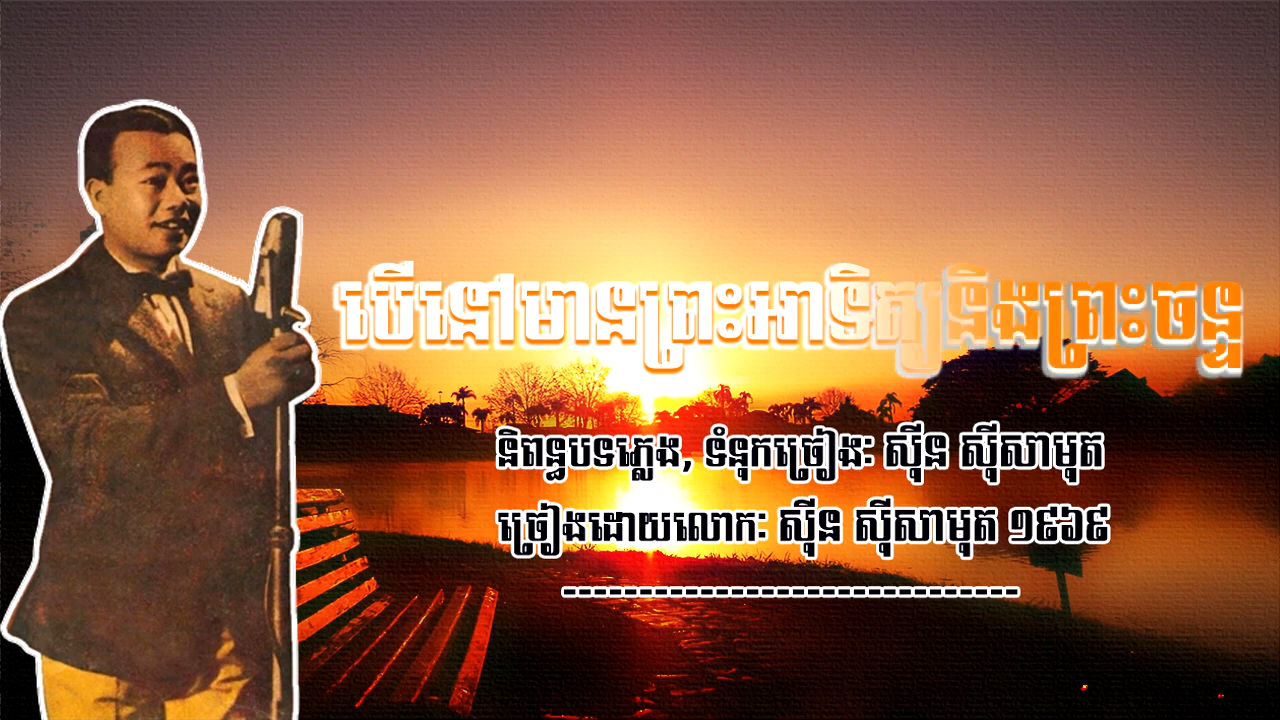 បើនៅមានព្រះអាទិត្យនិងព្រះចន្ទ
និពន្ធបទភ្លេង, ទំនុកច្រៀង: ស៊ីន ស៊ីសាមុត
ច្រៀងដោយលោក: ស៊ីន ស៊ីសាមុត ១៩៦៩
------------------------------